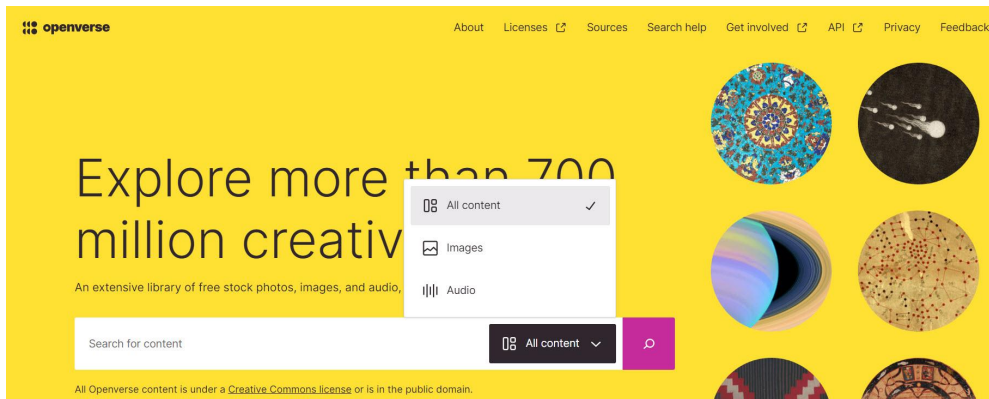 openverse
About Licenses Sources Search help Get involved API Privacy Feedback
Explore more than 700
million creativ
An extensive library of free stock photos, images, and audio,
All content
Images
Audio
Search for content
All content
All Openverse content is under a Creative Commons license or is in the public domain.